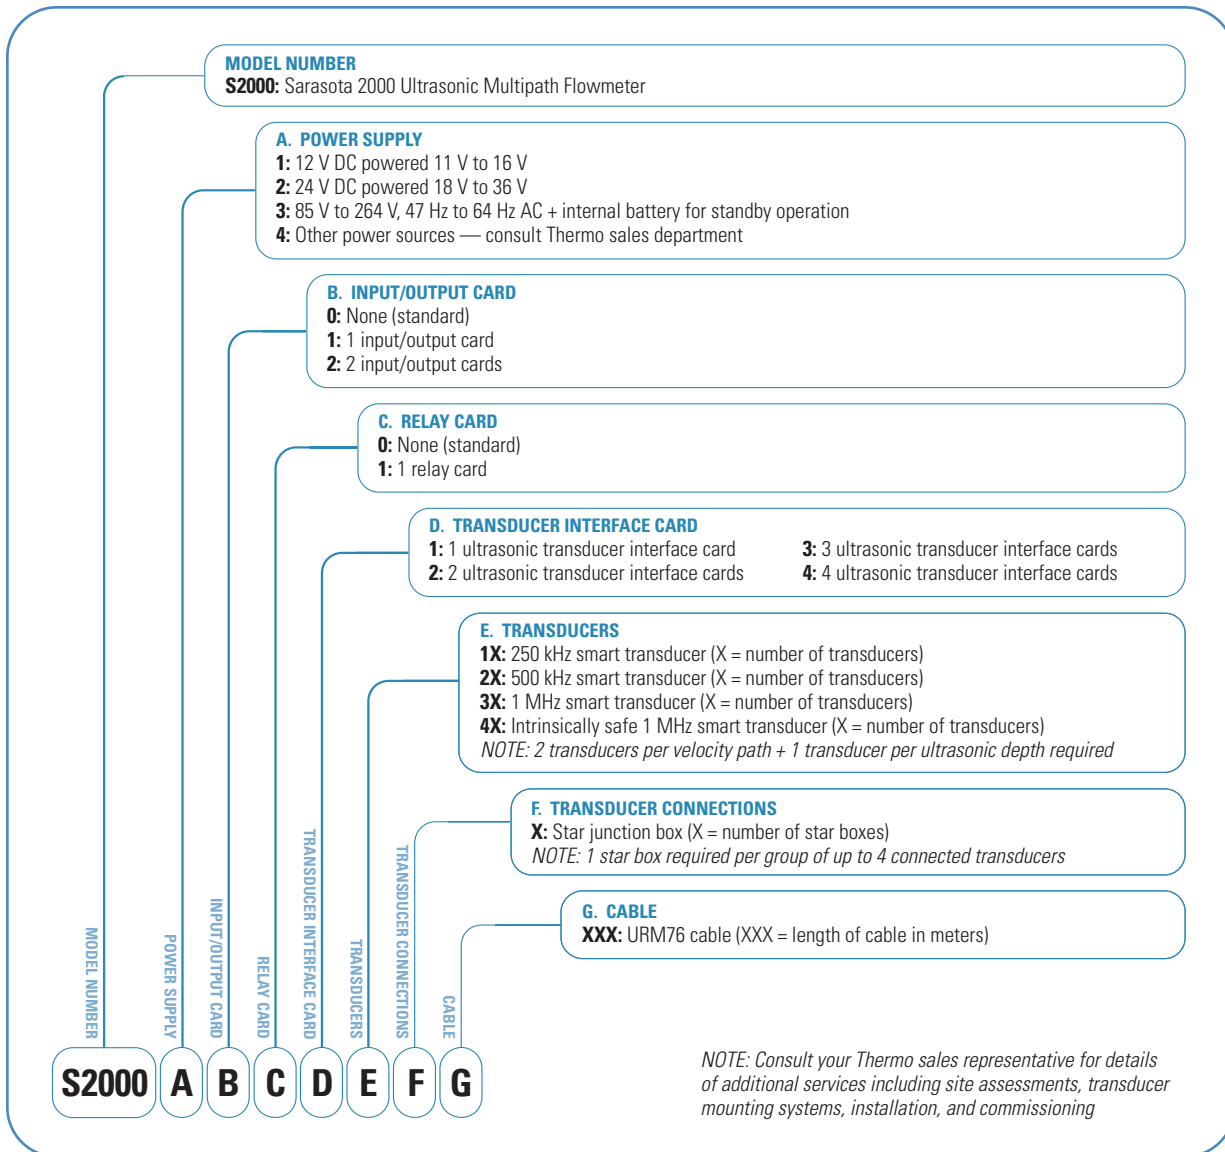 MODEL NUMBER
S2000: Sarasota 2000 Ultrasonic Multipath Flowmeter
A. POWER SUPPLY
1: 12 V DC powered 11 V to 16 V
2: 24 V DC powered 18 V to 36 V
3: 85 V to 264 V, 47 Hz to 64 Hz AC + internal battery for standby operation
4: Other power sources — consult Thermo sales department
B. INPUT/OUTPUT CARD
0: None (standard)
1: 1 input/output card
2: 2 input/output cards
C. RELAY CARD
0: None (standard)
1: 1 relay card
D. TRANSDUCER INTERFACE CARD
1: 1 ultrasonic transducer interface card
2: 2 ultrasonic transducer interface cards
3: 3 ultrasonic transducer interface cards
4: 4 ultrasonic transducer interface cards
E. TRANSDUCERS
1X: 250 kHz smart transducer (X = number of transducers)
2X: 500 kHz smart transducer (X = number of transducers)
3X: 1 MHz smart transducer (X = number of transducers)
4X: Intrinsically safe 1 MHz smart transducer (X = number of transducers)
NOTE: 2 transducers per velocity path + 1 transducer per ultrasonic depth required
F. TRANSDUCER CONNECTIONS
X: Star junction box (X = number of star boxes)
NOTE: 1 star box required per group of up to 4 connected transducers
G. CABLE
XXX: URM76 cable (XXX = length of cable in meters)
MODEL NUMBER
POWER SUPPLY
INPUT/OUTPUT CARD
RELAY CARD
TRANSDUCER INTERFACE CARD
TRANSDUCERS
TRANSDUCER CONNECTIONS
CABLE
S2000 A B C D E F G
NOTE: Consult your Thermo sales representative for details
of additional services including site assessments, transducer
mounting systems, installation, and commissioning